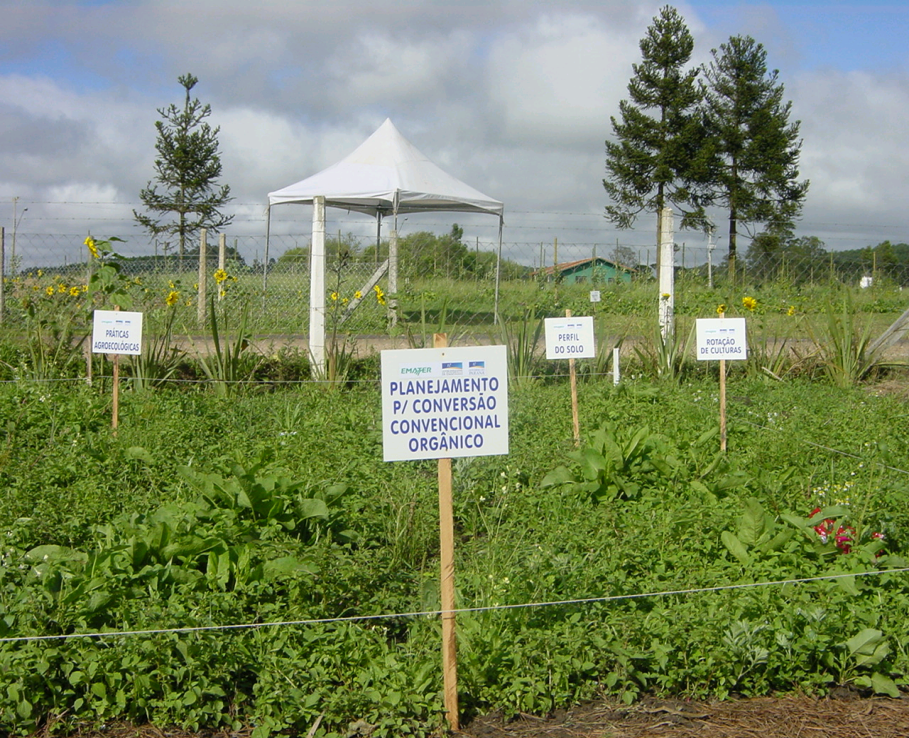 PRÁTICAS
AGROECOLÓGICAS
EMATER
PLANEJAMENTO
P/ CONVERSÃO
CONVENCIONAL
ORGÂNICO
PERFIL
DO SOLO
ROTAÇÃO
DE CULTURAS